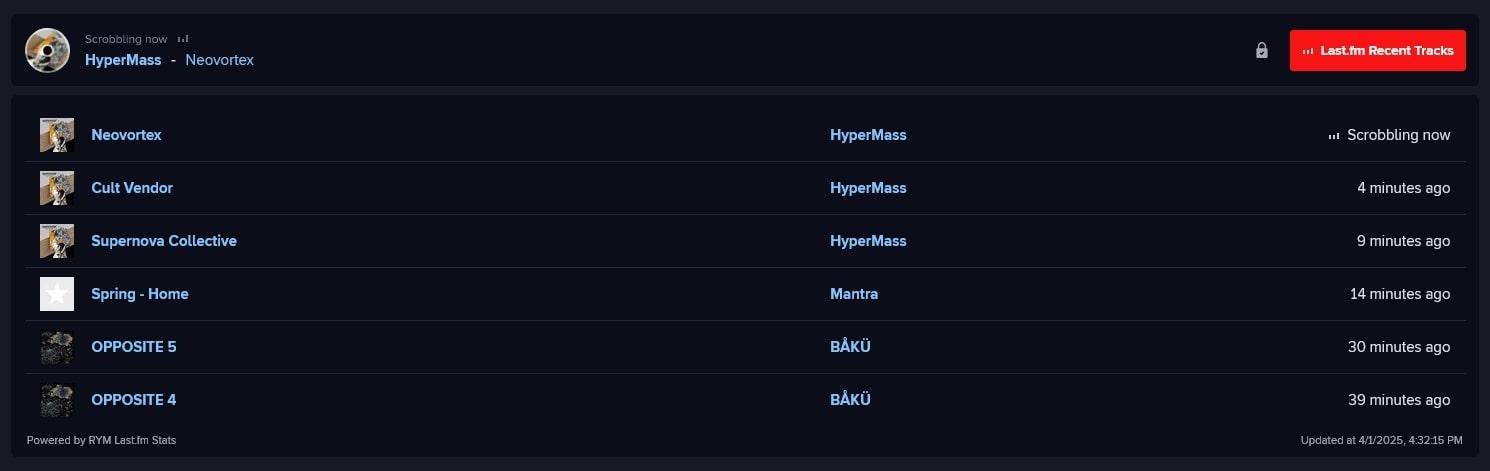 Scrobbling now
HyperMass - Neovortex
Last.fm Recent Tracks
Neovortex HyperMass Scrobbling now
Cult Vendor HyperMass 4 minutes ago
Supernova Collective HyperMass 9 minutes ago
Spring - Home Mantra 14 minutes ago
OPPOSITE 5 BÅKÜ 30 minutes ago
OPPOSITE 4 BÅKÜ 39 minutes ago
Powered by RYM Last.fm Stats Updated at 4/1/2025, 4:32:15 PM